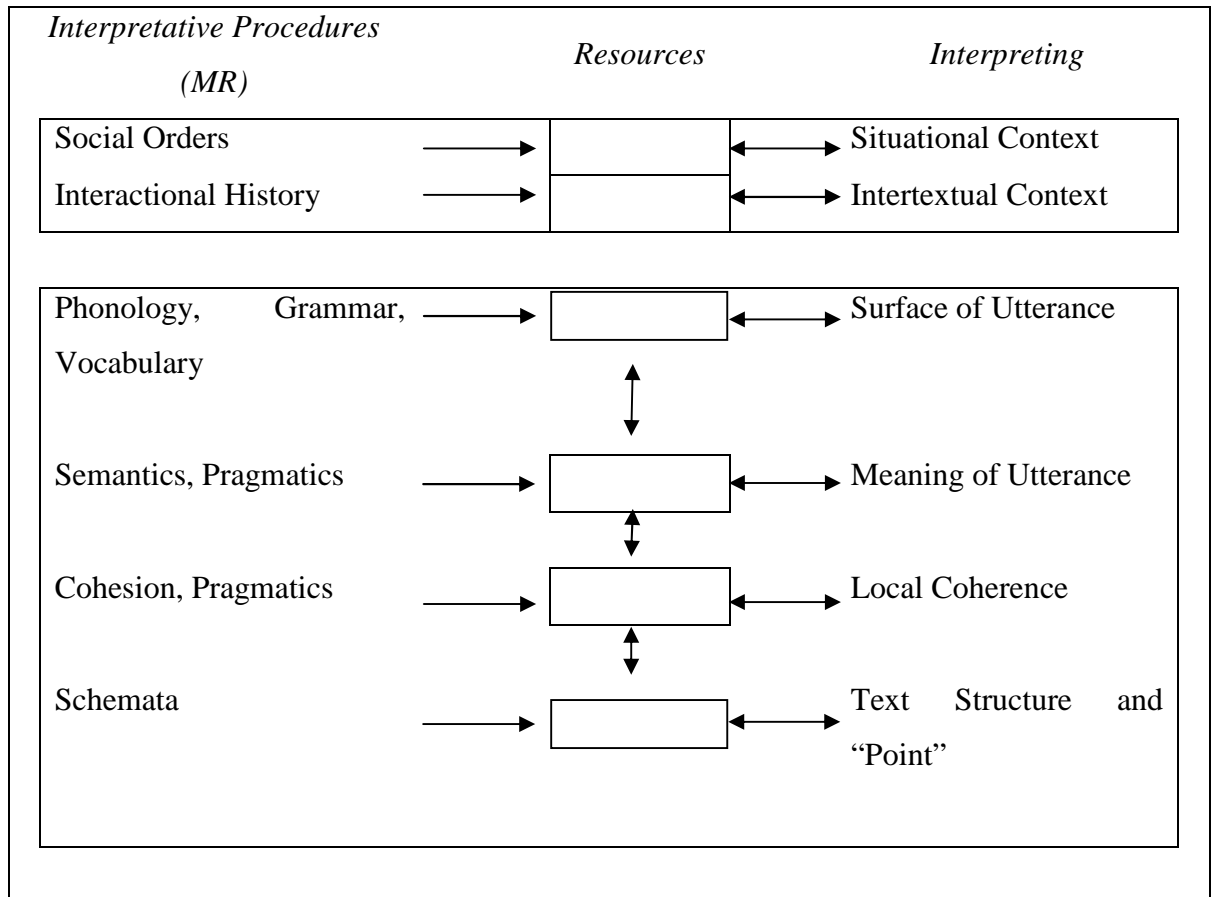 Interpretative Procedures
(MR)
Resources
Interpreting
Social Orders
Situational Context
Interactional History
Intertextual Context
Phonology, Grammar,
Vocabulary
Surface of Utterance
Semantics, Pragmatics
Meaning of Utterance
Cohesion, Pragmatics
Local Coherence
Schemata
Text Structure and
“Point”